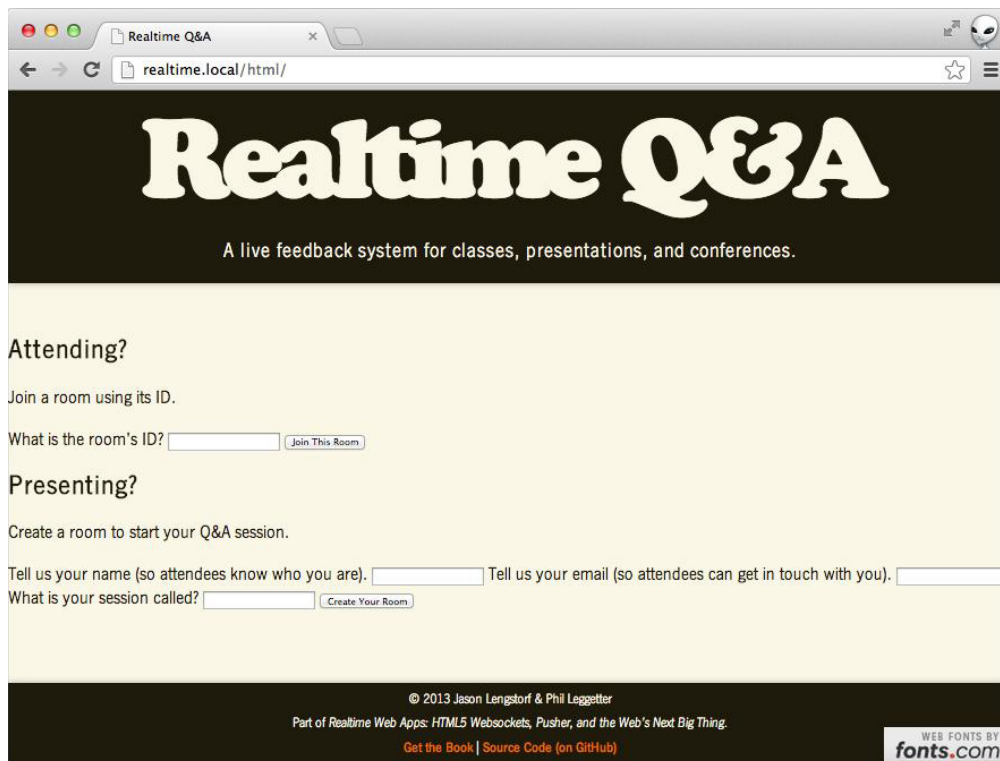 Realtime Q&A
realtime.local/html/
Realtime Q&A
A live feedback system for classes, presentations, and conferences.
Attending?
Join a room using its ID.
What is the room's ID? Join This Room
Presenting?
Create a room to start your Q&A session.
Tell us your name (so attendees know who you are). Tell us your email (so attendees can get in touch with you).
What is your session called? Create Your Room
© 2013 Jason Lengstorf & Phil Leggetter
Part of Realtime Web Apps: HTML5 Websockets, Pusher, and the Web's Next Big Thing.
Get the Book | Source Code (on GitHub)
WEB FONTS BY
fonts.com